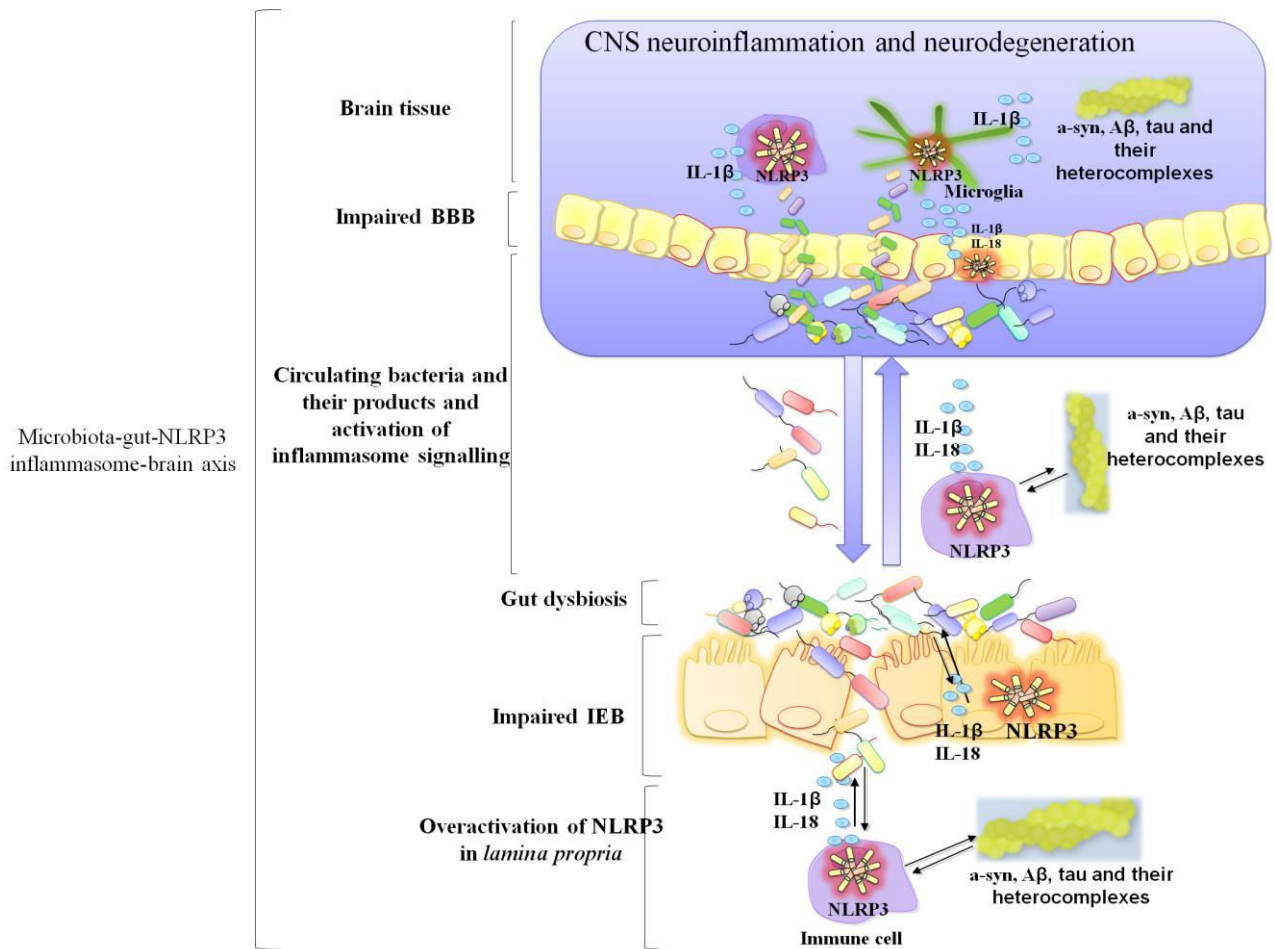 CNS neuroinflammation and neurodegeneration
Brain tissue
IL-1β
NLRP3
NLRP3
Microglia
IL-1β
a-syn, Aβ, tau and
their
heterocomplexes
Impaired BBB
IL-1β
IL-18
Microbiota-gut-NLRP3
inflammasome-brain axis
Circulating bacteria and
their products and
activation of
inflammasome signalling
IL-1β
IL-18
NLRP3
a-syn, Aβ, tau
and their
heterocomplexes
Gut dysbiosis
Impaired IEB
NLRP3
IL-1β
IL-18
Overactivation of NLRP3
in lamina propria
IL-1β
IL-18
NLRP3
Immune cell
a-syn, Aβ, tau and their
heterocomplexes